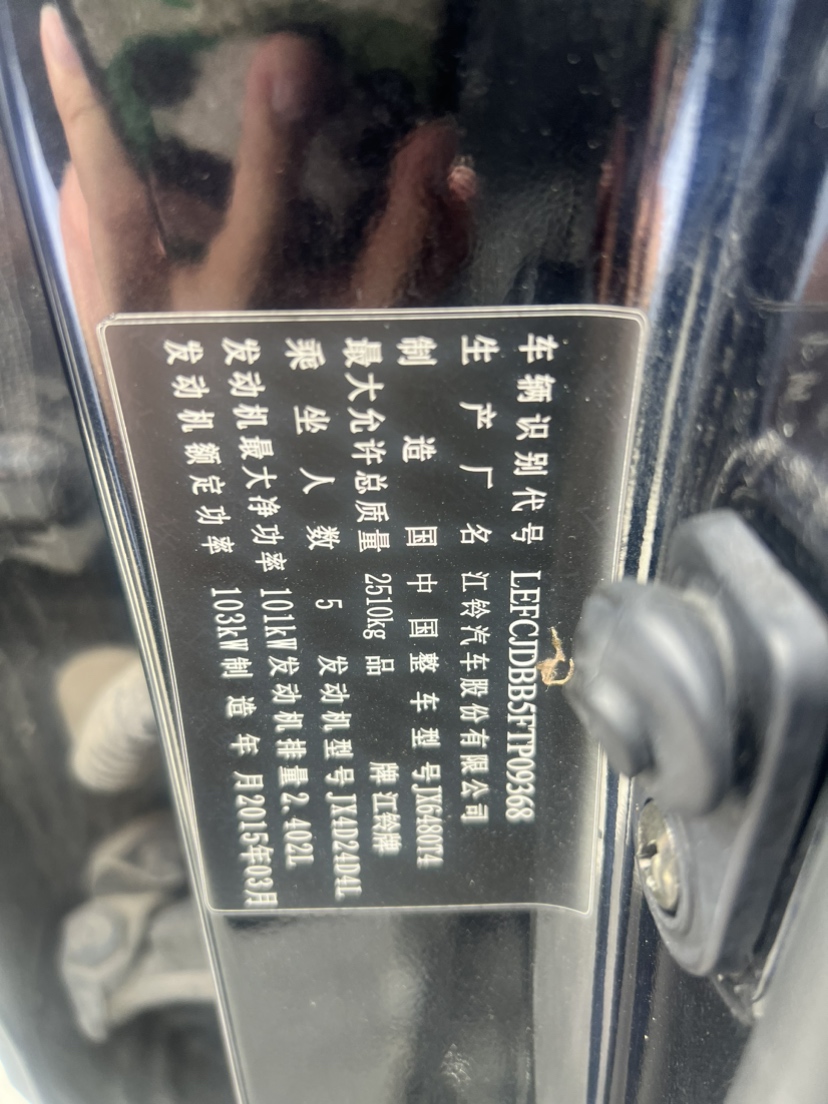 车辆识别代号 LEFCJDBB5FTP09368
生产厂名 江铃汽车股份有限公司
制造国 中国 整车型号 JX6480T4
最大允许总质量 2510kg 品牌 江铃牌
乘坐人数 5 发动机型号 JX4D24D4L
发动机最大净功率 101kW 发动机排量 2.402L
发动机额定功率 103kW 制造年月 2015年03月